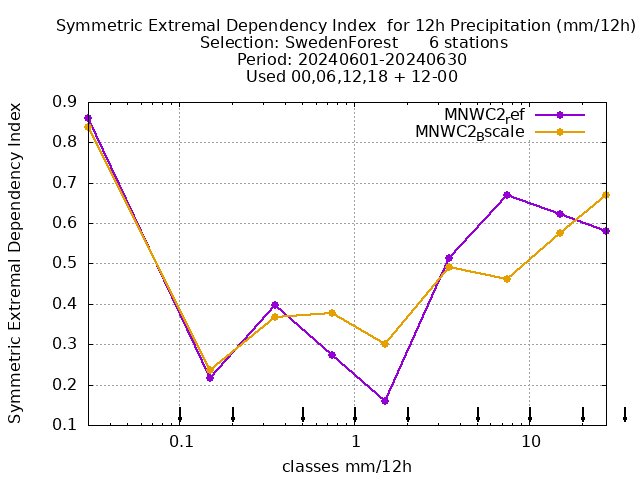 Symmetric Extremal Dependency Index  for 12h Precipitation (mm/12h)
Selection: SwedenForest      6 stations
Period: 20240601-20240630
Used 00,06,12,18 + 12-00
Symmetric Extremal Dependency Index
0.9
0.8
0.7
0.6
0.5
0.4
0.3
0.2
0.1
MNWC2ref
MNWC2Bscale
0.1 1 10
classes mm/12h